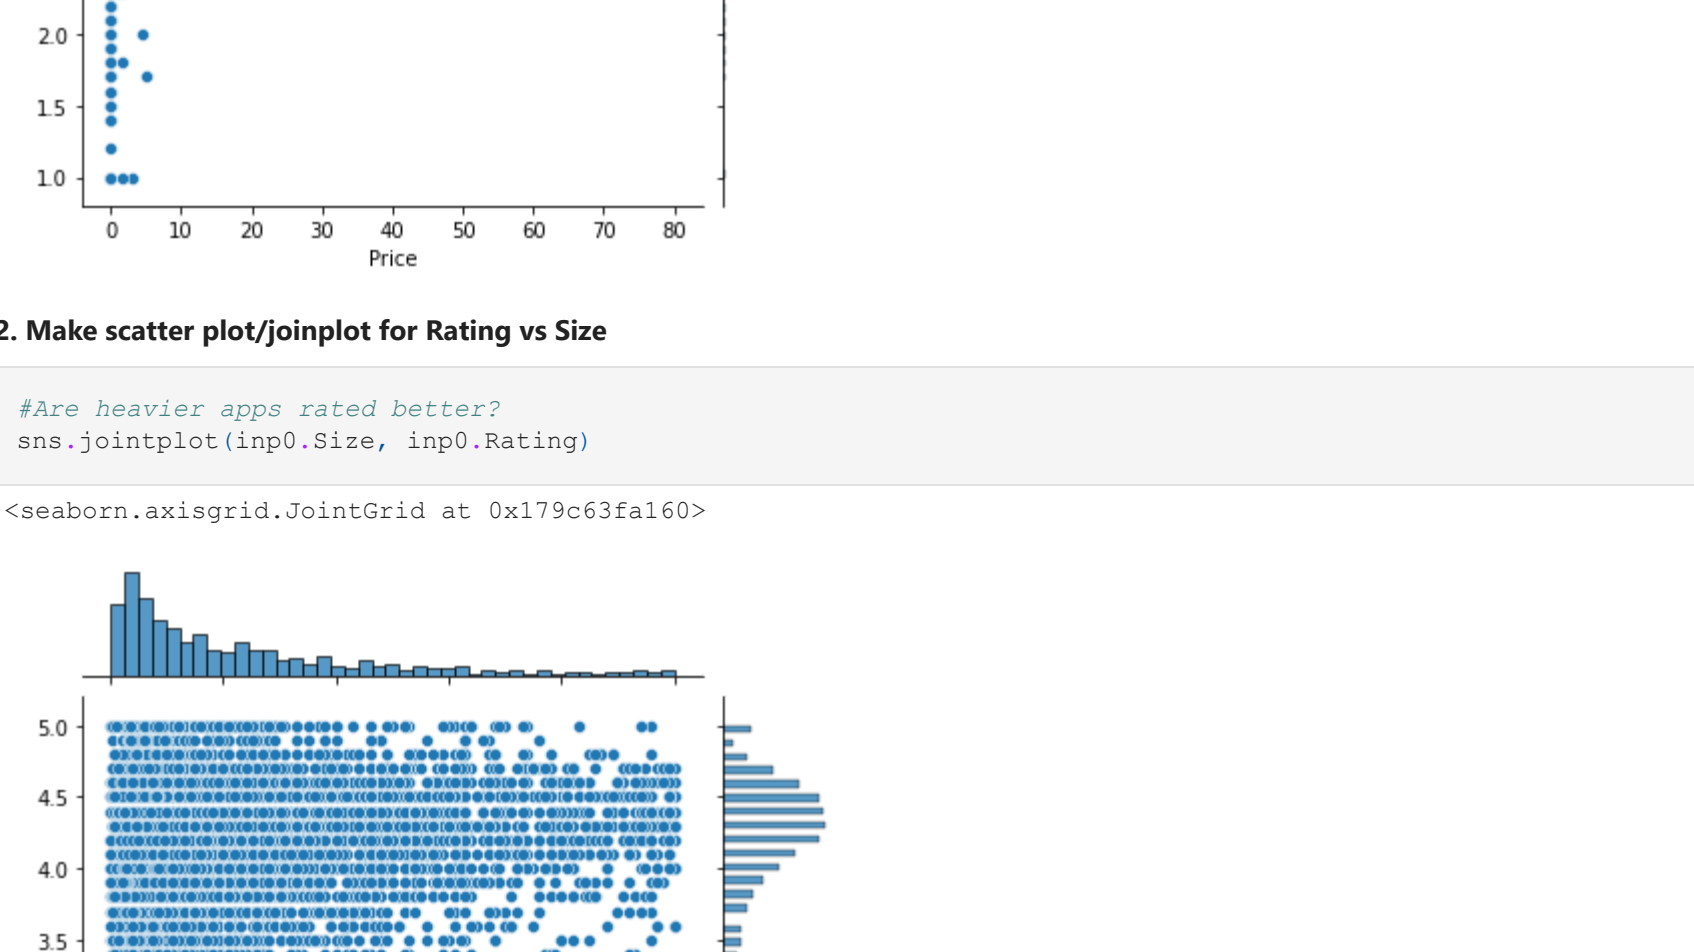 2.0
1.5
1.0
0 10 20 30 40 50 60 70 80
Price
2. Make scatter plot/joinplot for Rating vs Size
#Are heavier apps rated better?
sns.jointplot(inp0.Size, inp0.Rating)
<seaborn.axisgrid.JointGrid at 0x179c63fa160>
5.0
4.5
4.0
3.5